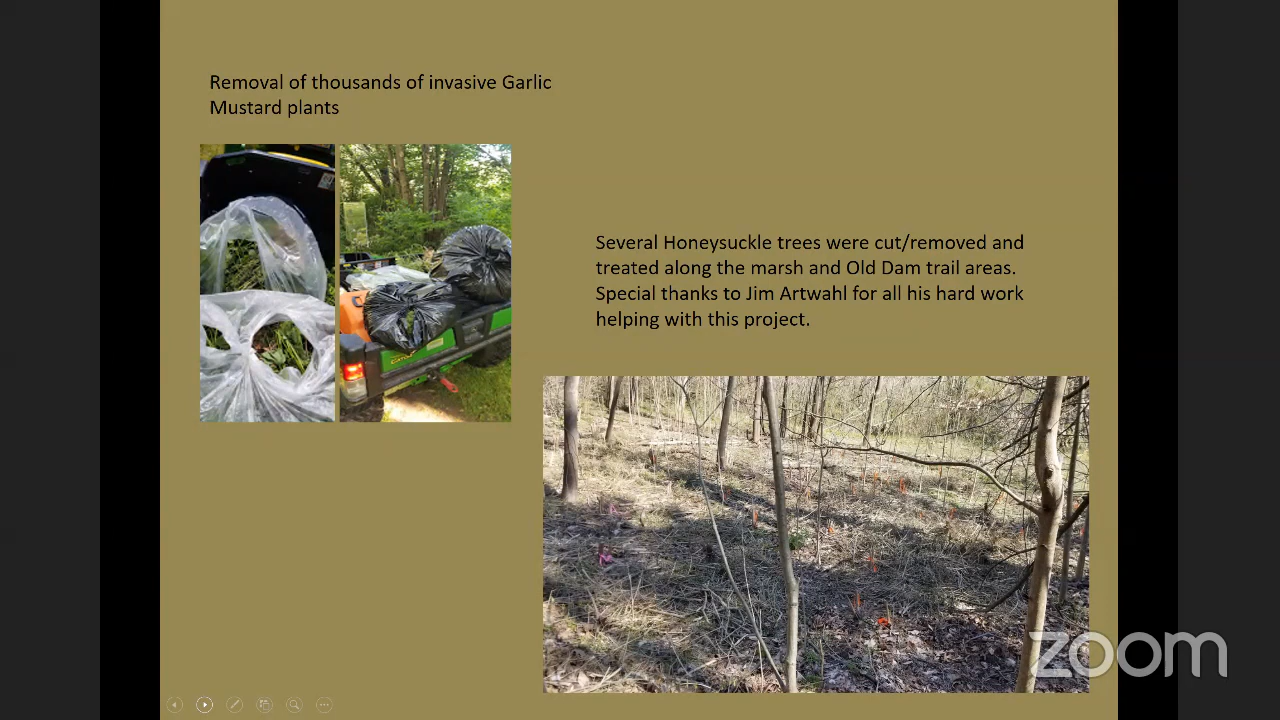 Removal of thousands of invasive Garlic
Mustard plants
Several Honeysuckle trees were cut/removed and
treated along the marsh and Old Dam trail areas.
Special thanks to Jim Artwahl for all his hard work
helping with this project.
zoom